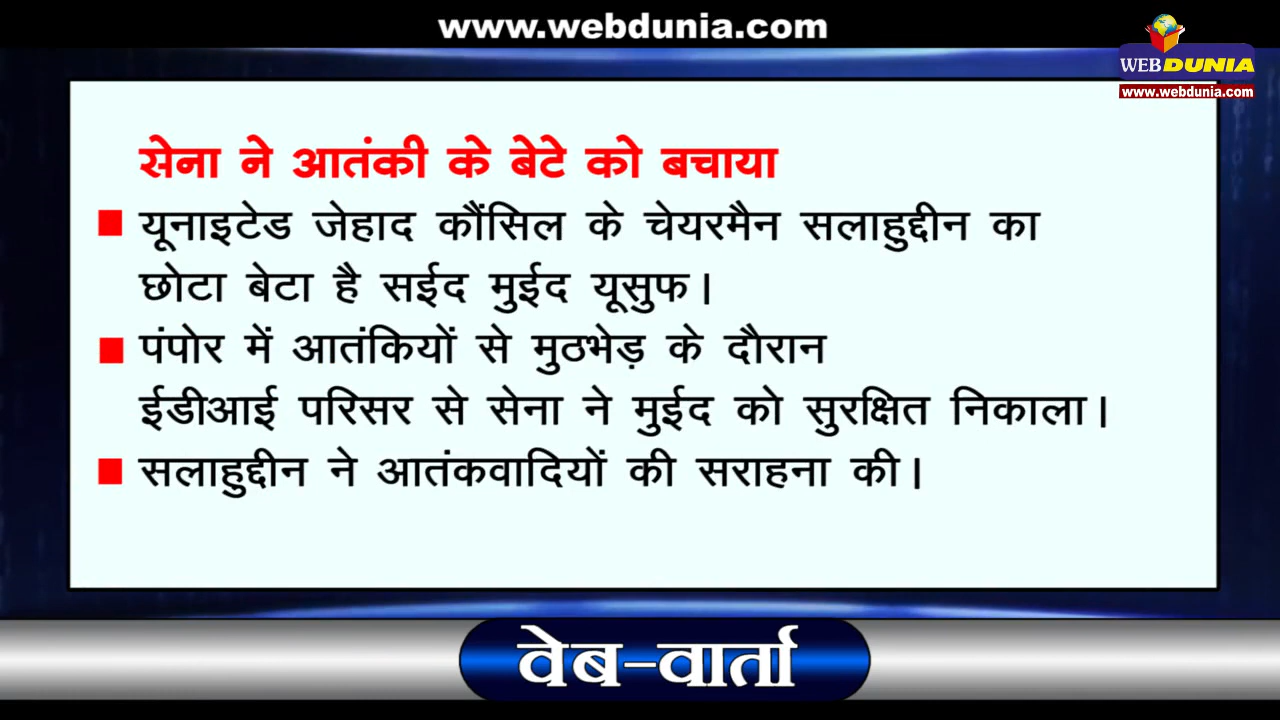 www.webdunia.com
WEBDUNIA
www.webdunia.com
सेना ने आतंकी के बेटे को बचाया
यूनाइटेड जेहाद कौंसिल के चेयरमैन सलाहुद्दीन का
छोटा बेटा है सईद मुईद यूसुफ।
पंपोर में आतंकियों से मुठभेड़ के दौरान
ईडीआई परिसर से सेना ने मुईद को सुरक्षित निकाला।
सलाहुद्दीन ने आतंकवादियों की सराहना की।
वेब-वार्ता